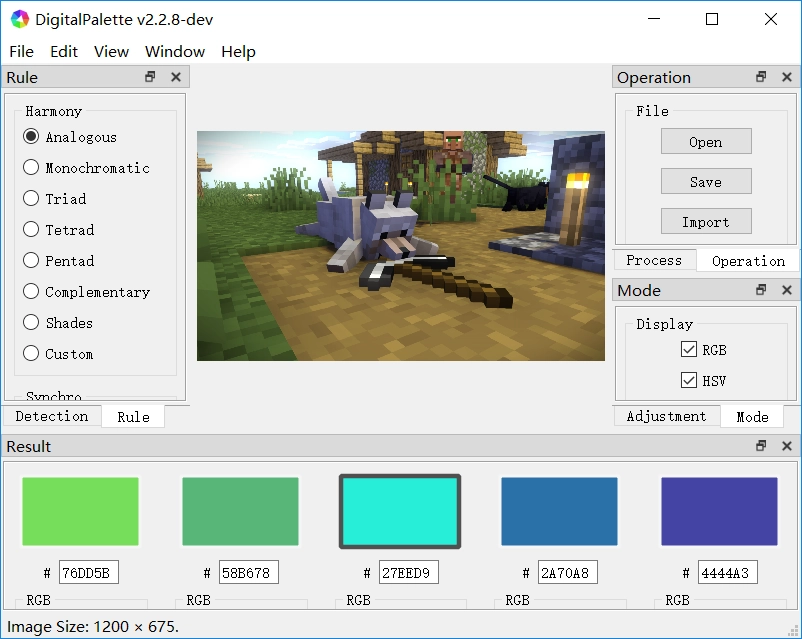 DigitalPalette v2.2.8-dev
File Edit View Window Help
Rule
Harmony
Analogous
Monochromatic
Triad
Tetrad
Pentad
Complementary
Shades
Custom
Synchro
Detection Rule
Operation
File
Open
Save
Import
Process Operation
Mode
Display
RGB
HSV
Adjustment Mode
Result
# 76DD5B # 58B678 # 27EED9 # 2A70A8 # 4444A3
RGB RGB RGB RGB RGB
Image Size: 1200 × 675.